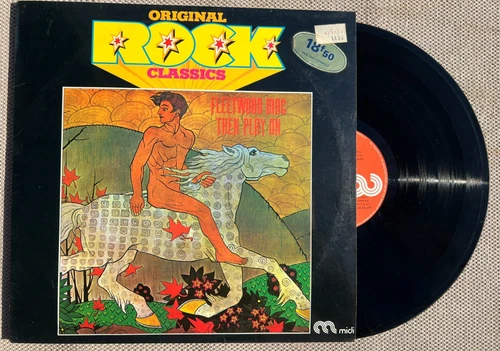 ORIGINAL
ROCK
CLASSICS
18F50
FLEETWOOD MAC
THEN PLAY ON
midi